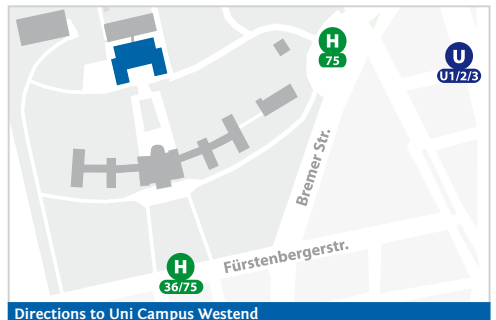 H
75
U
U1/2/3
Bremer Str.
Fürstenbergerstr.
H
36/75
Directions to Uni Campus Westend